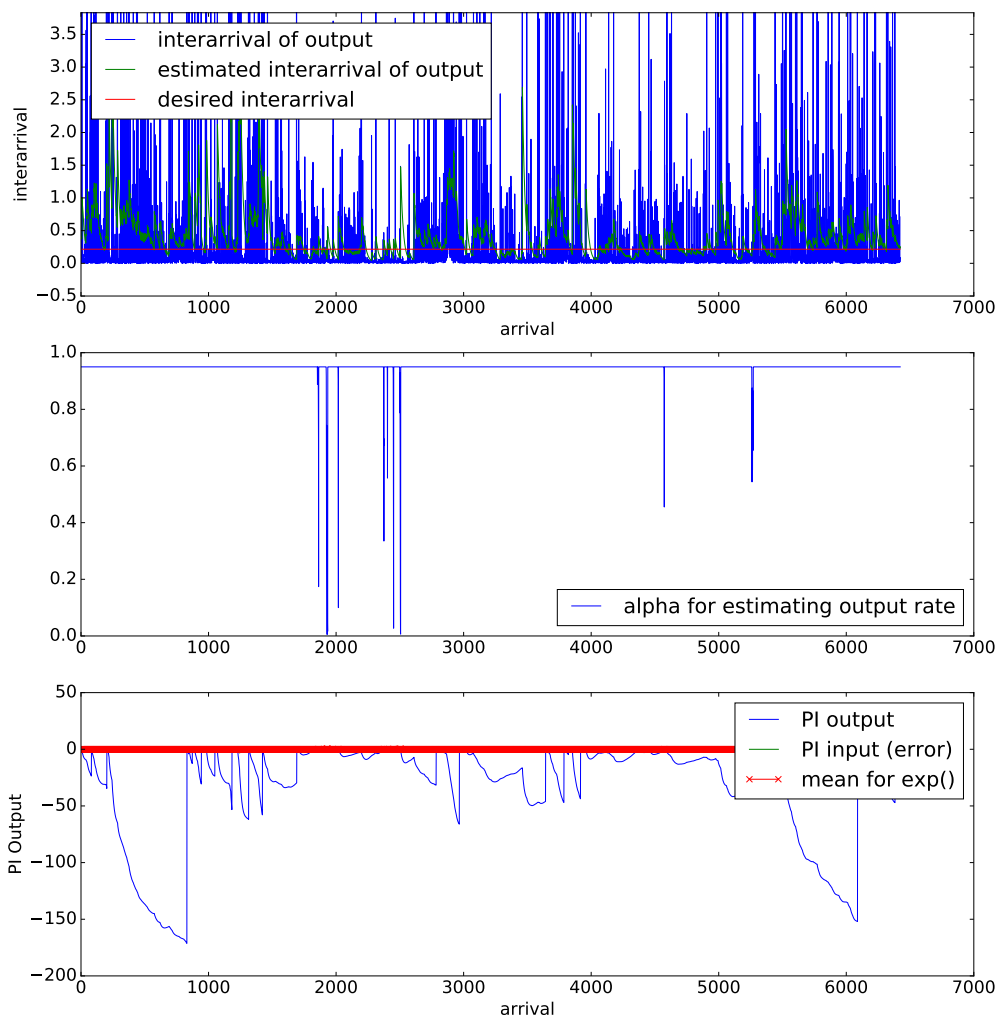 interarrival of output
estimated interarrival of output
desired interarrival
3.5
3.0
2.5
2.0
1.5
1.0
0.5
0.0
−0.5
interarrival
0 1000 2000 3000 4000 5000 6000 7000
arrival
1.0
0.8
0.6
0.4
0.2
0.0
alpha for estimating output rate
0 1000 2000 3000 4000 5000 6000 7000
50
0
−50
−100
−150
−200
PI Output
PI output
PI input (error)
mean for exp()
0 1000 2000 3000 4000 5000 6000 7000
arrival